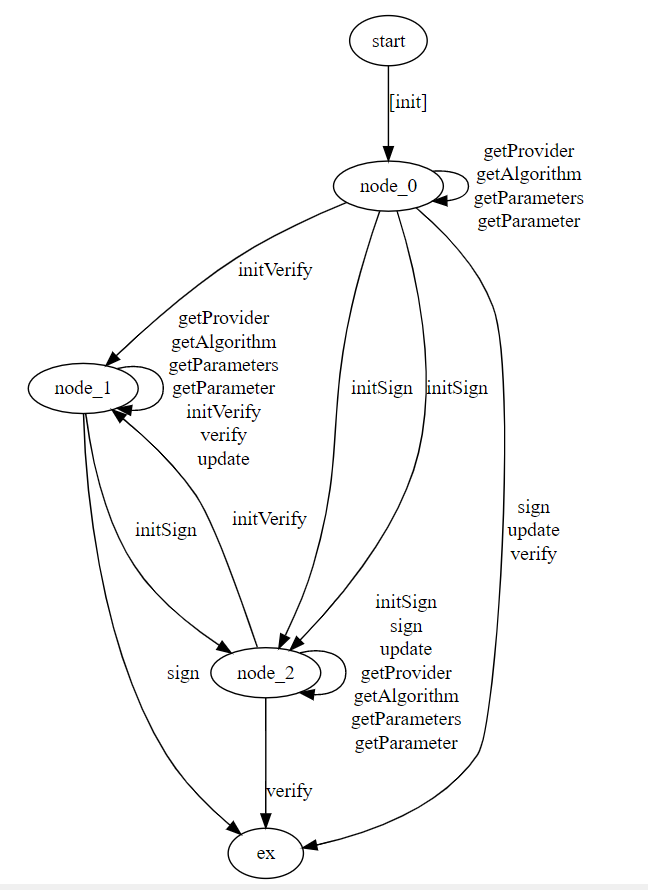 start
[init]
node_0
getProvider
getAlgorithm
getParameters
getParameter
initVerify
node_1
getProvider
getAlgorithm
getParameters
getParameter
initVerify
verify
update
initSign
initSign
initSign
initVerify
sign
update
verify
sign
node_2
initSign
sign
update
getProvider
getAlgorithm
getParameters
getParameter
verify
ex